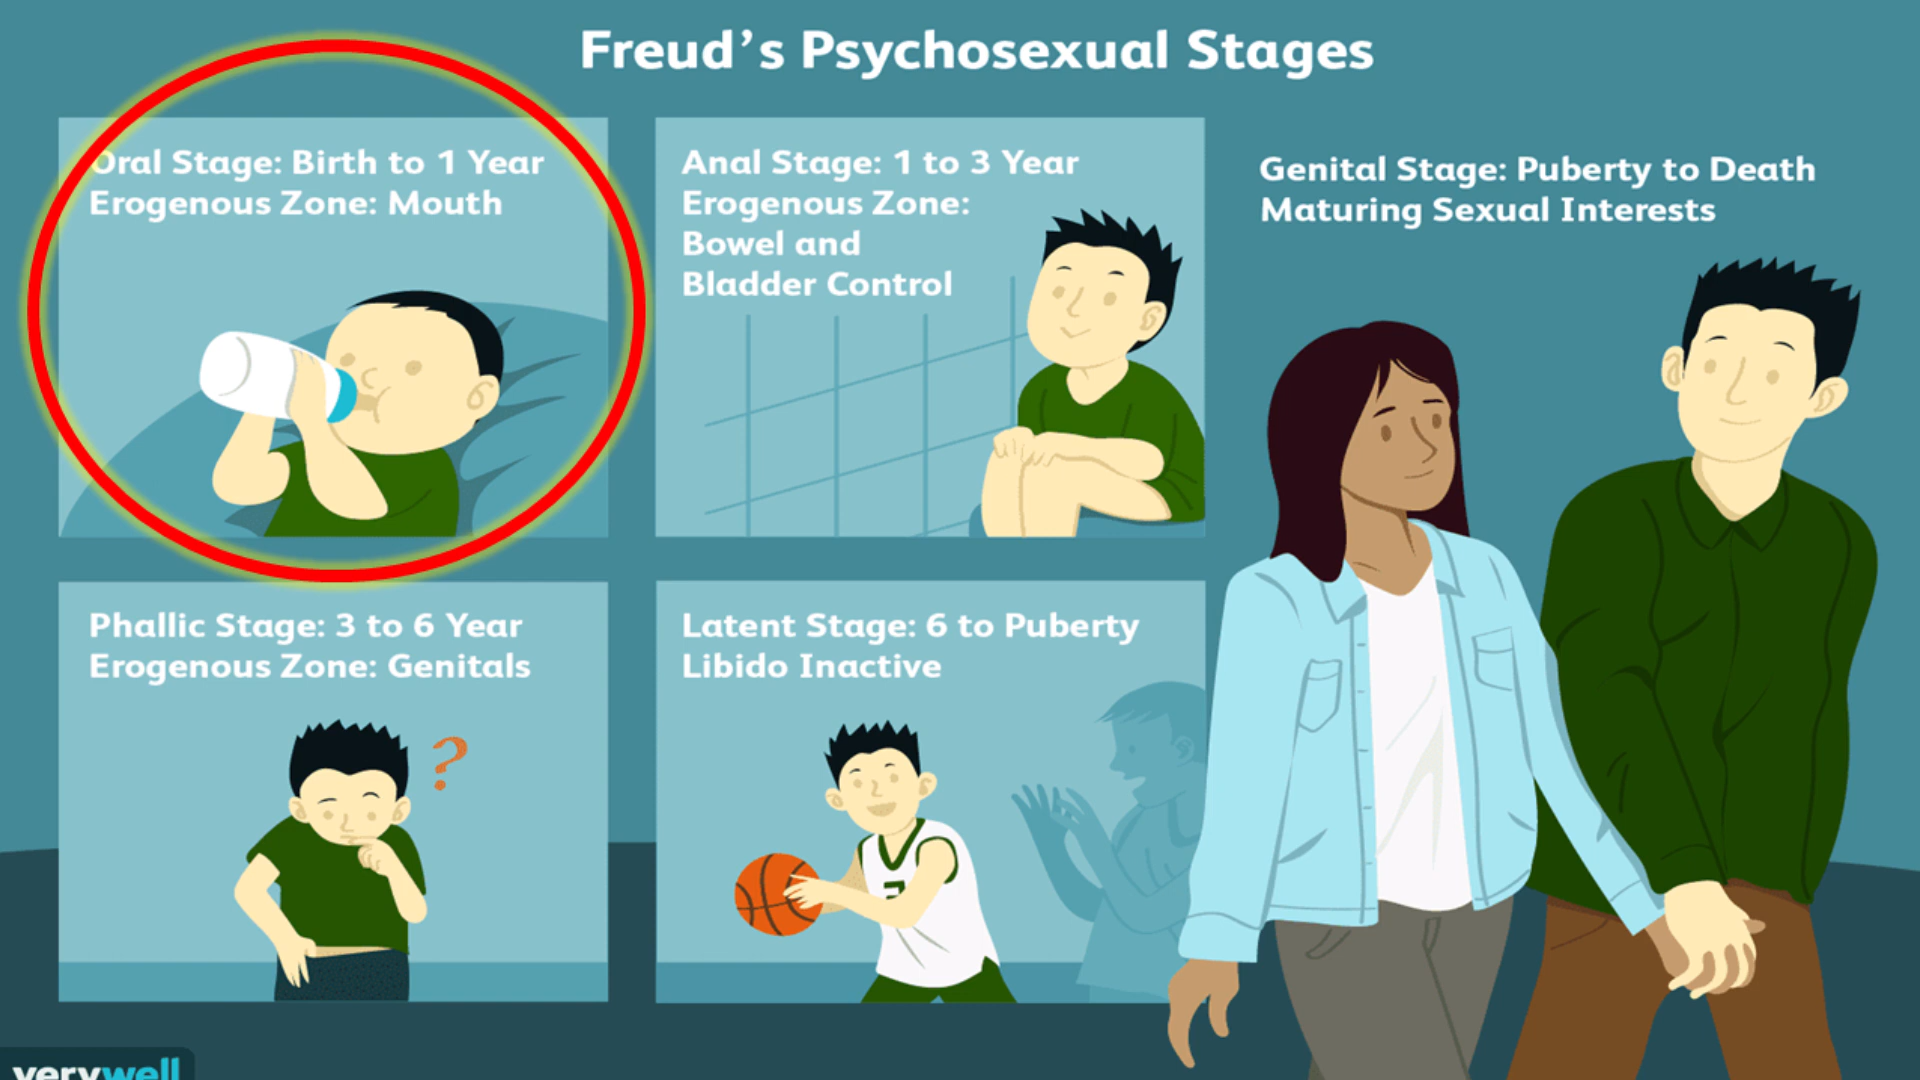 Freud's Psychosexual Stages
Oral Stage: Birth to 1 Year
Erogenous Zone: Mouth
Anal Stage: 1 to 3 Year
Erogenous Zone:
Bowel and
Bladder Control
Genital Stage: Puberty to Death
Maturing Sexual Interests
Phallic Stage: 3 to 6 Year
Erogenous Zone: Genitals
?
Latent Stage: 6 to Puberty
Libido Inactive
verywell